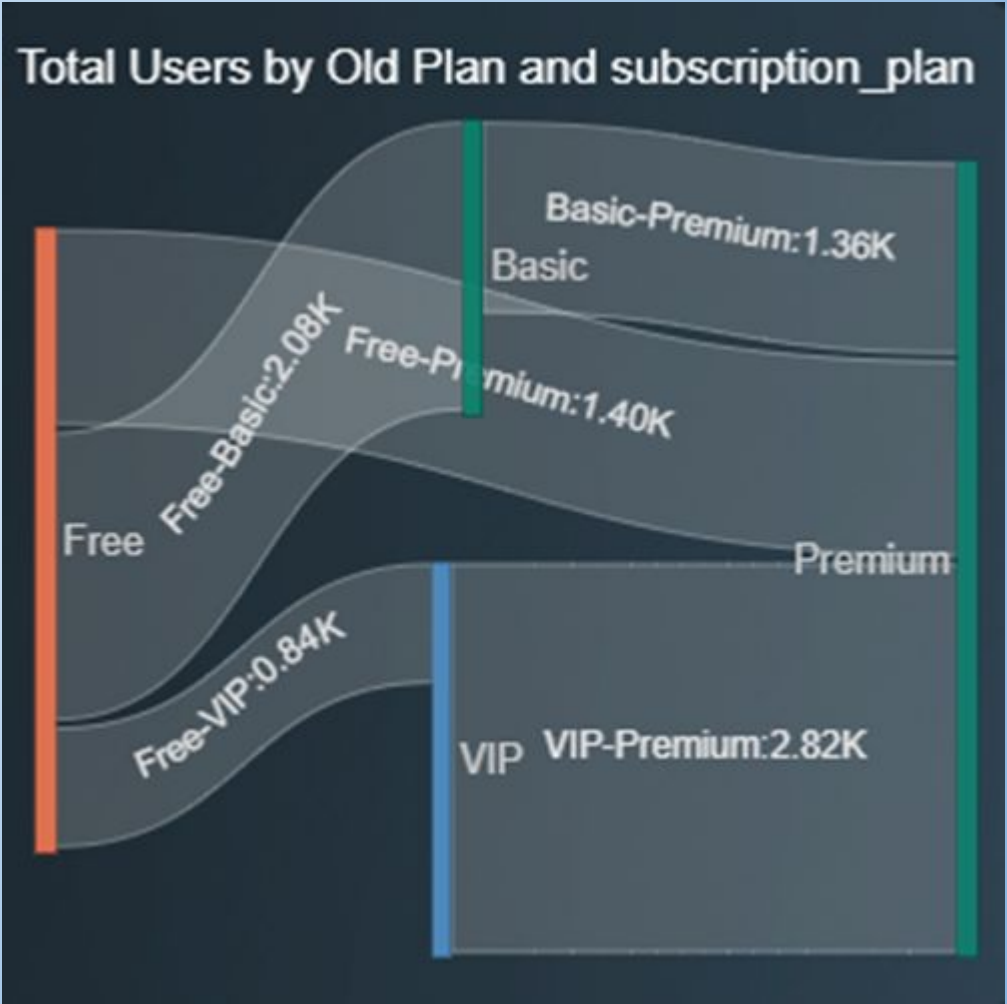 Total Users by Old Plan and subscription_plan
Basic-Premium:1.36K
Basic
Free-Basic:2.08K
Free-Premium:1.40K
Free
Premium
Free-VIP:0.84K
VIP
VIP-Premium:2.82K